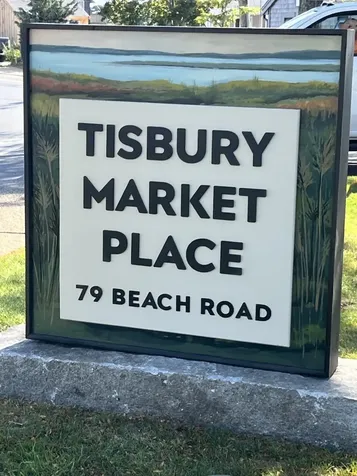 TISBURY
MARKET
PLACE
79 BEACH ROAD